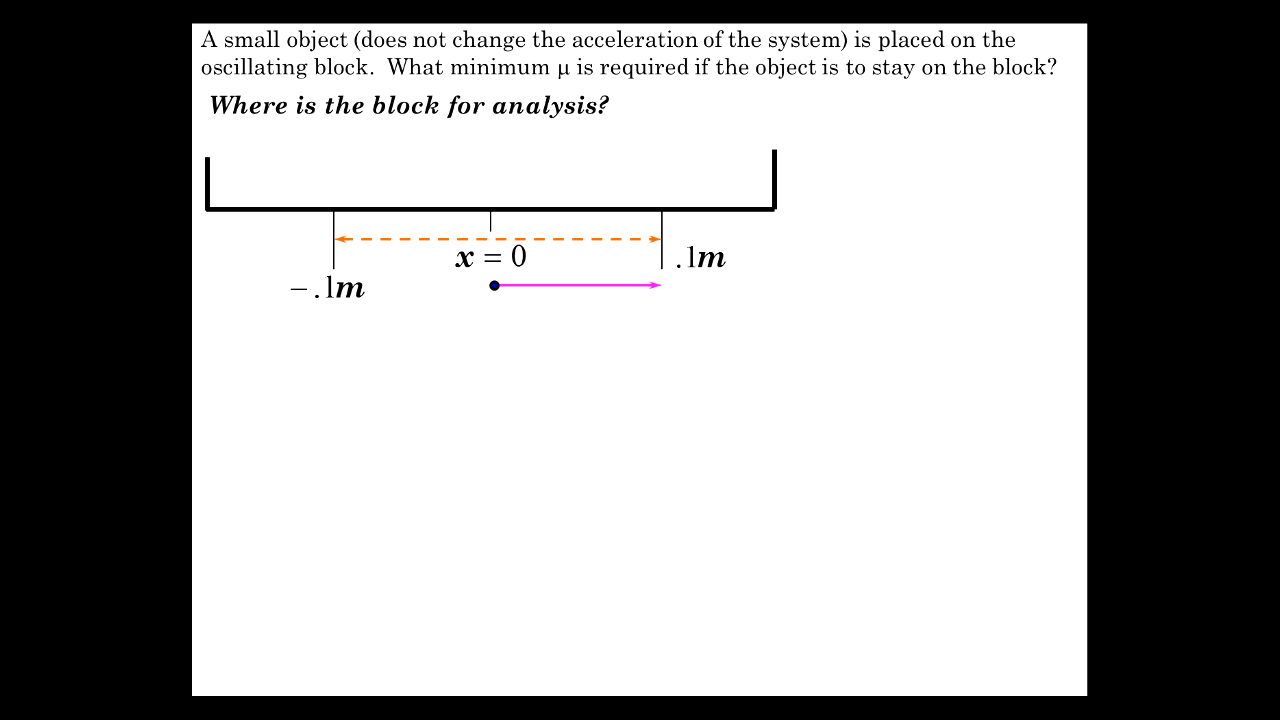 A small object (does not change the acceleration of the system) is placed on the
oscillating block. What minimum μ is required if the object is to stay on the block?
Where is the block for analysis?
x = 0
.1m
– .1m